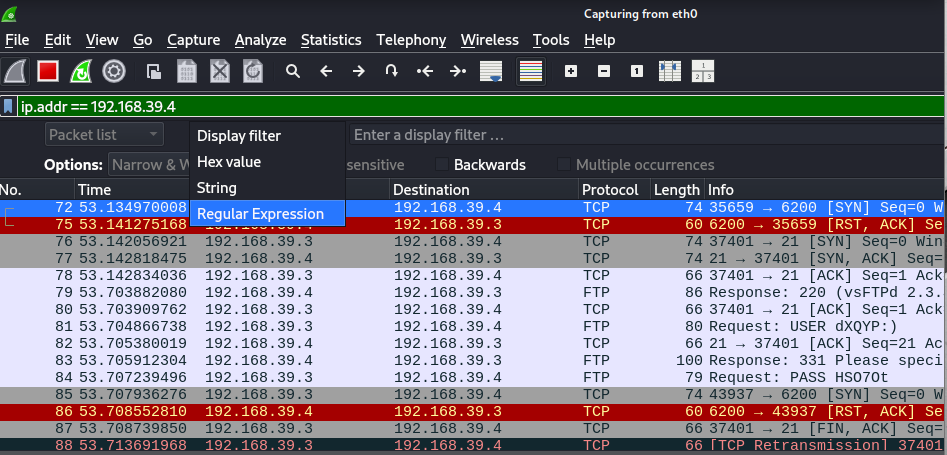 Capturing from eth0
File Edit View Go Capture Analyze Statistics Telephony Wireless Tools Help
ip.addr == 192.168.39.4
Packet list Display filter Enter a display filter …
Options: Narrow & W Hex value sensitive Backwards Multiple occurrences
String
Regular Expression
No. Time Destination Protocol Length Info
72 53.134970008 192.168.39.4 TCP 74 35659 → 6200 [SYN] Seq=0 W
75 53.141275168 192.168.39.3 TCP 60 6200 → 35659 [RST, ACK] Se
76 53.142056921 192.168.39.3 192.168.39.4 TCP 74 37401 → 21 [SYN] Seq=0 Win
77 53.142818475 192.168.39.4 192.168.39.3 TCP 74 21 → 37401 [SYN, ACK] Seq=
78 53.142834036 192.168.39.3 192.168.39.4 TCP 66 37401 → 21 [ACK] Seq=1 Ack
79 53.703882080 192.168.39.4 192.168.39.3 FTP 86 Response: 220 (vsFTPd 2.3.
80 53.703909762 192.168.39.3 192.168.39.4 TCP 66 37401 → 21 [ACK] Seq=1 Ack
81 53.704866738 192.168.39.3 192.168.39.4 FTP 80 Request: USER dXQYP:)
82 53.705380019 192.168.39.4 192.168.39.3 TCP 66 21 → 37401 [ACK] Seq=21 Ac
83 53.705912304 192.168.39.4 192.168.39.3 FTP 100 Response: 331 Please speci
84 53.707239496 192.168.39.3 192.168.39.4 FTP 79 Request: PASS HSO7Ot
85 53.707936276 192.168.39.3 192.168.39.4 TCP 74 43937 → 6200 [SYN] Seq=0 W
86 53.708552810 192.168.39.4 192.168.39.3 TCP 60 6200 → 43937 [RST, ACK] Se
87 53.708739850 192.168.39.3 192.168.39.4 TCP 66 37401 → 21 [FIN, ACK] Seq=
88 53.713691968 192.168.39.3 192.168.39.4 TCP 66 [TCP Retransmission] 37401